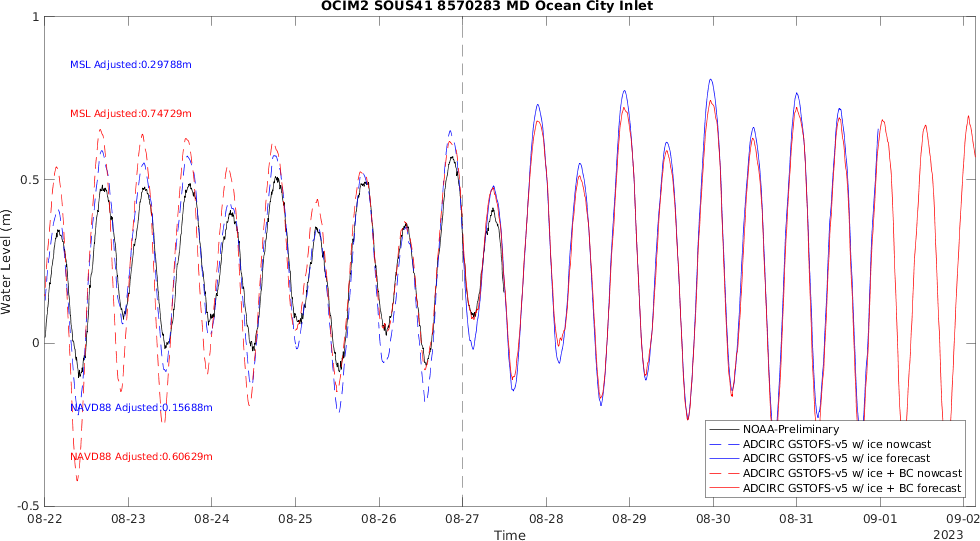 OCIM2 SOUS41 8570283 MD Ocean City Inlet
1
MSL Adjusted:0.29788m
MSL Adjusted:0.74729m
0.5
Water Level (m)
0
NAVD88 Adjusted:0.15688m
NAVD88 Adjusted:0.60629m
NOAA-Preliminary
ADCIRC GSTOFS-v5 w/ ice nowcast
ADCIRC GSTOFS-v5 w/ ice forecast
ADCIRC GSTOFS-v5 w/ ice + BC nowcast
ADCIRC GSTOFS-v5 w/ ice + BC forecast
-0.5
08-22 08-23 08-24 08-25 08-26 08-27 08-28 08-29 08-30 08-31 09-01 09-02
Time
2023